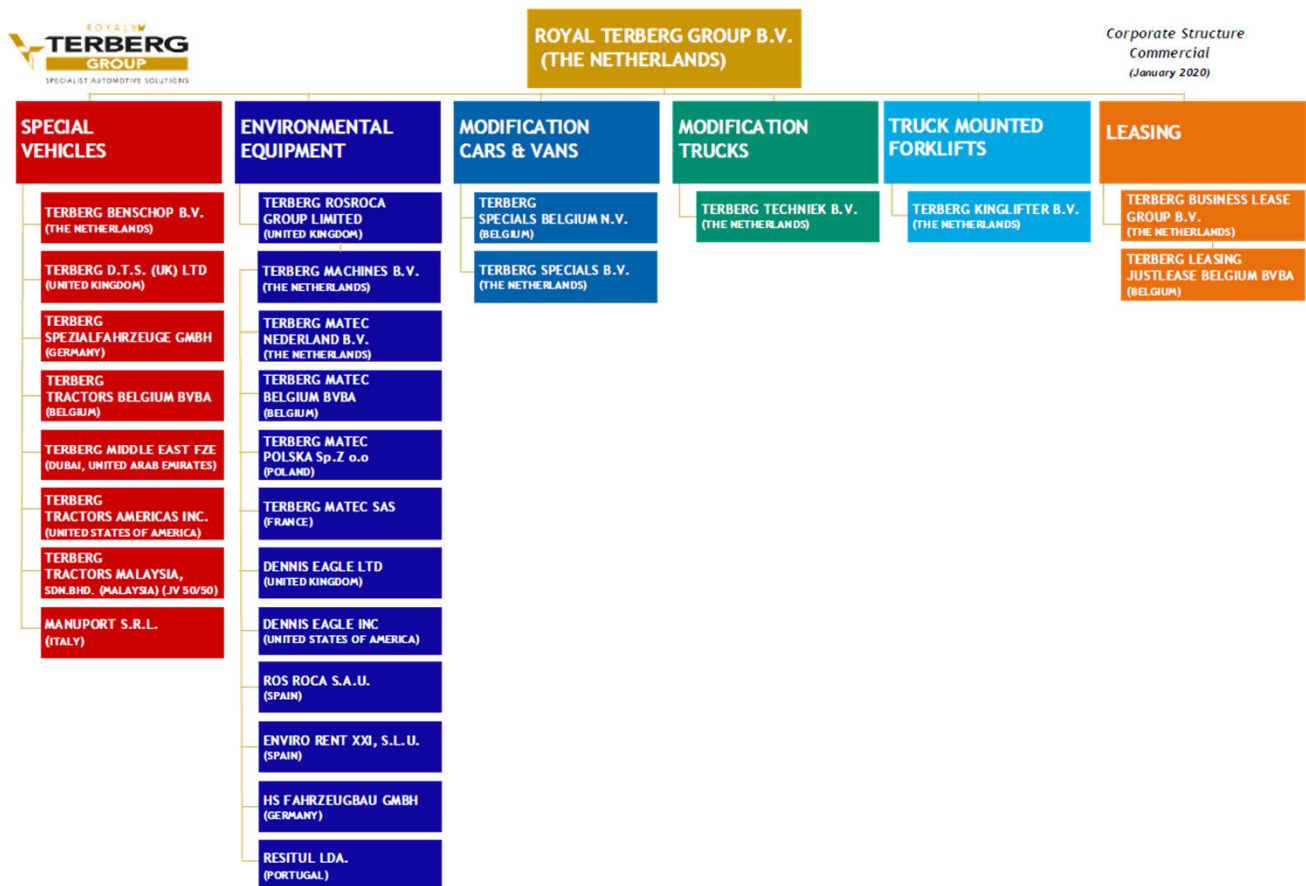 ROYAL
TERBERG
GROUP
SPECIALIST AUTOMOTIVE SOLUTIONS
ROYAL TERBERG GROUP B.V.
(THE NETHERLANDS)
Corporate Structure
Commercial
(January 2020)
SPECIAL
VEHICLES
TERBERG BENSCHOP B.V.
(THE NETHERLANDS)
TERBERG D.T.S. (UK) LTD
(UNITED KINGDOM)
TERBERG
SPEZIALFAHRZEUGE GMBH
(GERMANY)
TERBERG
TRACTORS BELGIUM BVBA
(BELGIUM)
TERBERG MIDDLE EAST FZE
(DUBAI, UNITED ARAB EMIRATES)
TERBERG
TRACTORS AMERICAS INC.
(UNITED STATES OF AMERICA)
TERBERG
TRACTORS MALAYSIA,
SDN.BHD. (MALAYSIA) (JV 50/50)
MANUPORT S.R.L.
(ITALY)
ENVIRONMENTAL
EQUIPMENT
TERBERG ROSROCA
GROUP LIMITED
(UNITED KINGDOM)
TERBERG MACHINES B.V.
(THE NETHERLANDS)
TERBERG MATEC
NEDERLAND B.V.
(THE NETHERLANDS)
TERBERG MATEC
BELGIUM BVBA
(BELGIUM)
TERBERG MATEC
POLSKA Sp.Z o.o
(POLAND)
TERBERG MATEC SAS
(FRANCE)
DENNIS EAGLE LTD
(UNITED KINGDOM)
DENNIS EAGLE INC
(UNITED STATES OF AMERICA)
ROS ROCA S.A.U.
(SPAIN)
ENVIRO RENT XXI, S.L.U.
(SPAIN)
HS FAHRZEUGBAU GMBH
(GERMANY)
RESITUL LDA.
(PORTUGAL)
MODIFICATION
CARS & VANS
TERBERG
SPECIALS BELGIUM N.V.
(BELGIUM)
TERBERG SPECIALS B.V.
(THE NETHERLANDS)
MODIFICATION
TRUCKS
TERBERG TECHNIEK B.V.
(THE NETHERLANDS)
TRUCK MOUNTED
FORKLIFTS
TERBERG KINGLIFTER B.V.
(THE NETHERLANDS)
LEASING
TERBERG BUSINESS LEASE
GROUP B.V.
(THE NETHERLANDS)
TERBERG LEASING
JUSTLEASE BELGIUM BVBA
(BELGIUM)